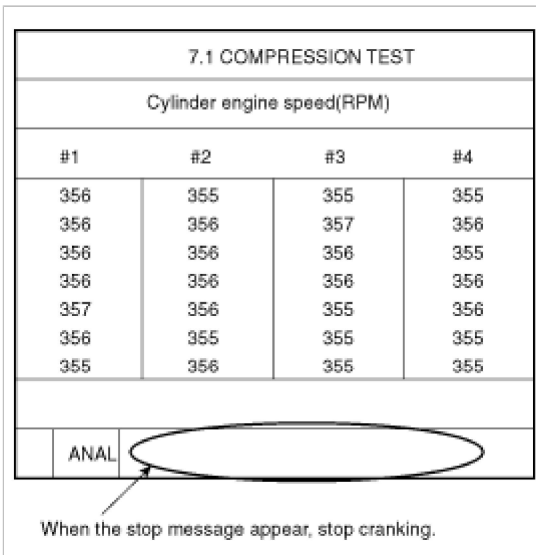 7.1 COMPRESSION TEST
Cylinder engine speed(RPM)
#1 #2 #3 #4
356 355 355 355
356 356 357 356
356 356 356 355
356 356 356 356
357 356 355 356
356 355 355 355
355 356 355 355
ANAL
When the stop message appear, stop cranking.